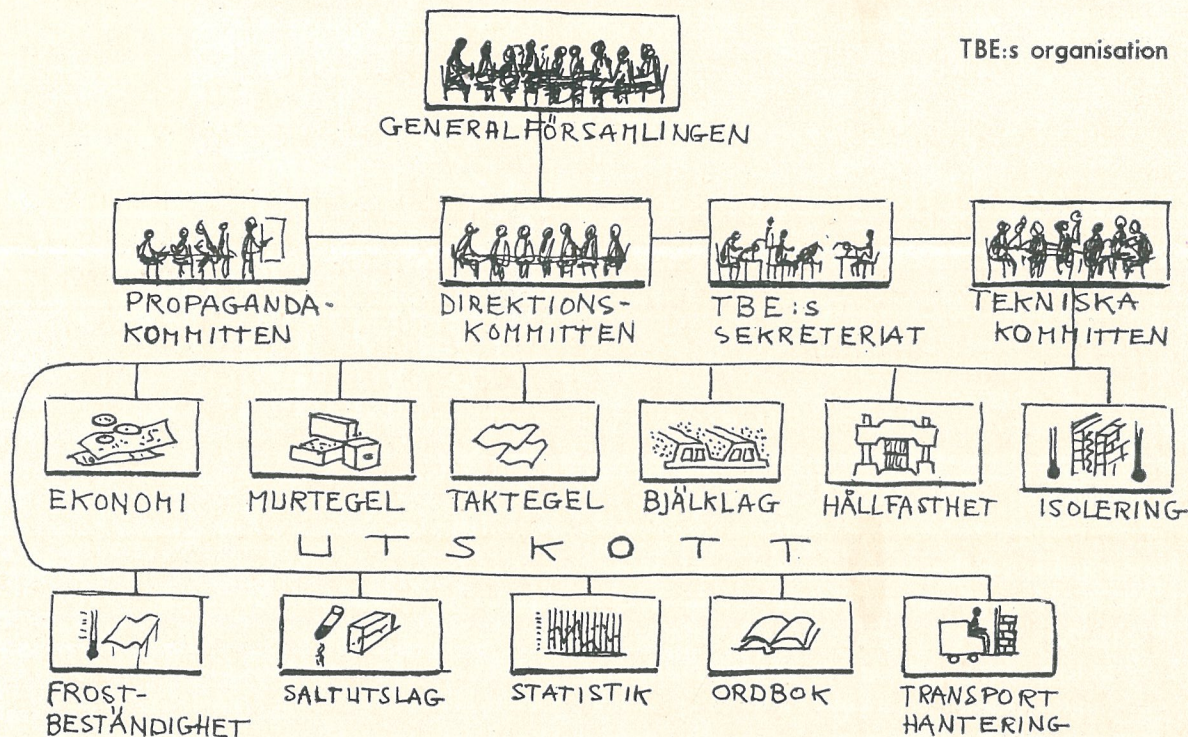 TBE:s organisation
GENERALFÖRSAMLINGEN
PROPAGANDA-
KOMMITTEN
DIREKTIONS-
KOMMITTEN
TBE:S
SEKRETERIAT
TEKNISKA
KOMMITTEN
EKONOMI
MURTEGEL
TAKTEGEL
BJÄLKLAG
HÅLLFASTHET
ISOLERING
UTSKOTT
FROST-
BESTÄNDIGHET
SALTUTSLAG
STATISTIK
ORDBOK
TRANSPORT
HANTERING